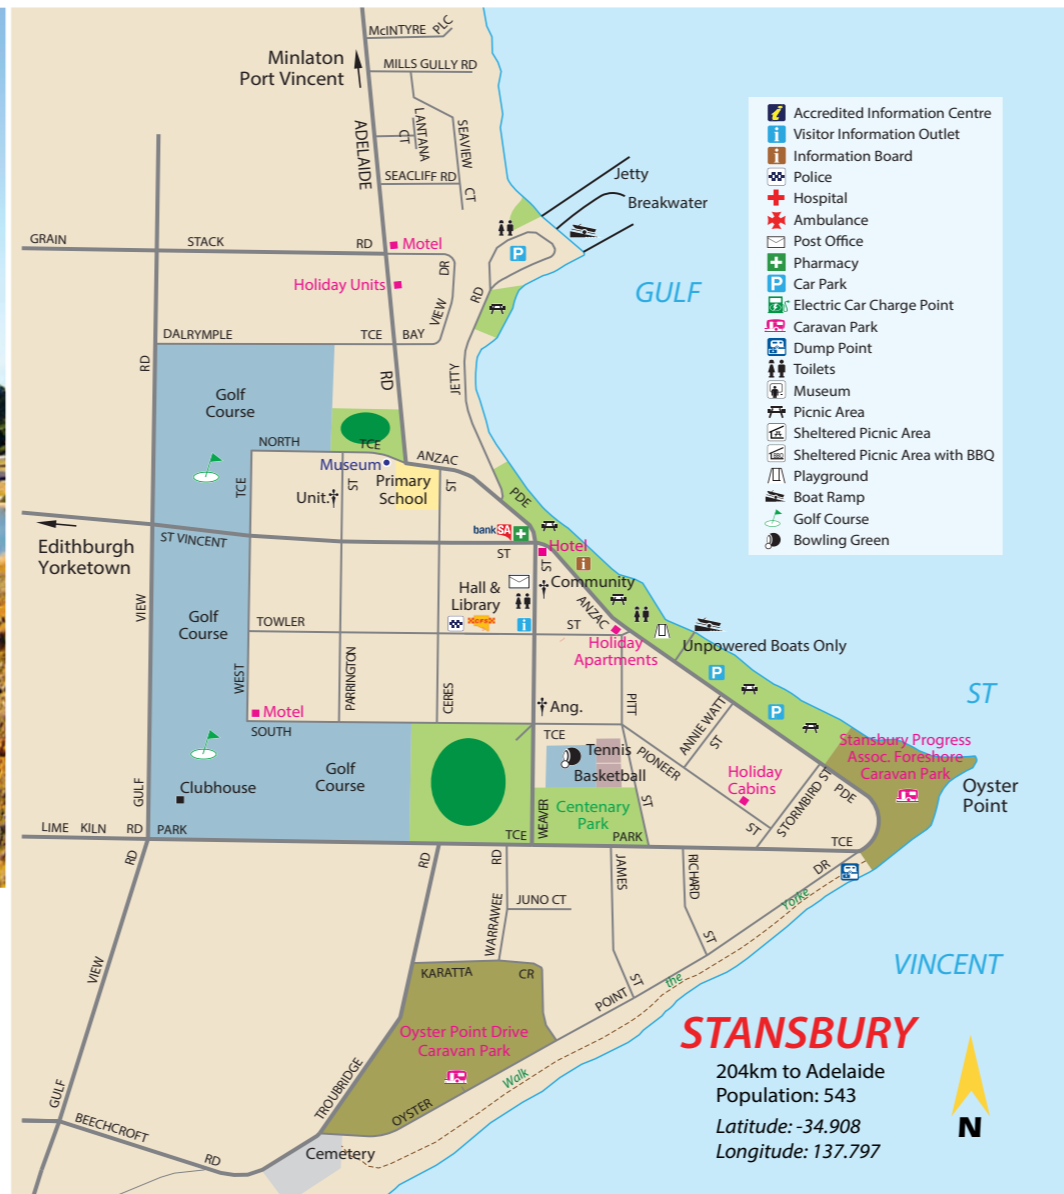 McINTYRE PLC
Minlaton
Port Vincent
MILLS GULLY RD
ADELAIDE
LANTANA
CT
SEAVIEW
CT
SEACLIFF RD
Jetty
Breakwater
GRAIN STACK RD
Motel
Holiday Units
P
DR
VIEW
BAY
RD
JETTY
GULF
DALRYMPLE TCE
RD
RD
Golf
Course
NORTH TCE
Museum
ANZAC
Primary
School
Unit.
ST
ST
TCE
PDE
Edithburgh
Yorketown
ST VINCENT
ST
bankSA
Hotel
ST
Community
Hall &
Library
CFS
i
i
ANZAC
VIEW
Golf
Course
TOWLER
ST
Holiday
Apartments
Unpowered Boats Only
P
P
WEST
PARRINGTON
CERES
PITT
Motel
SOUTH
Ang.
TCE
ANNIE WATT
ST
PIONEER
ST
ST
Tennis
Basketball
Golf
Course
Clubhouse
GULF
Centenary
Park
WEAVER
Holiday
Cabins
STORMBIRD ST
PDE
Stansbury Progress
Assoc. Foreshore
Caravan Park
Oyster
Point
LIME KILN RD
PARK
TCE
PARK
TCE
RD
RD
RD
WARRAWEE
JUNO CT
JAMES
ST
RICHARD
ST
DR
Yorke
the
Walk
VIEW
KARATTA CR
POINT
Oyster Point Drive
Caravan Park
OYSTER
TROUBRIDGE
GULF
BEECHCROFT
RD
Cemetery
GULF
ST
VINCENT
i Accredited Information Centre
i Visitor Information Outlet
i Information Board
Police
Hospital
Ambulance
Post Office
Pharmacy
P Car Park
Electric Car Charge Point
Caravan Park
Dump Point
Toilets
Museum
Picnic Area
Sheltered Picnic Area
Sheltered Picnic Area with BBQ
Playground
Boat Ramp
Golf Course
Bowling Green
STANSBURY
204km to Adelaide
Population: 543
Latitude: -34.908
Longitude: 137.797
N